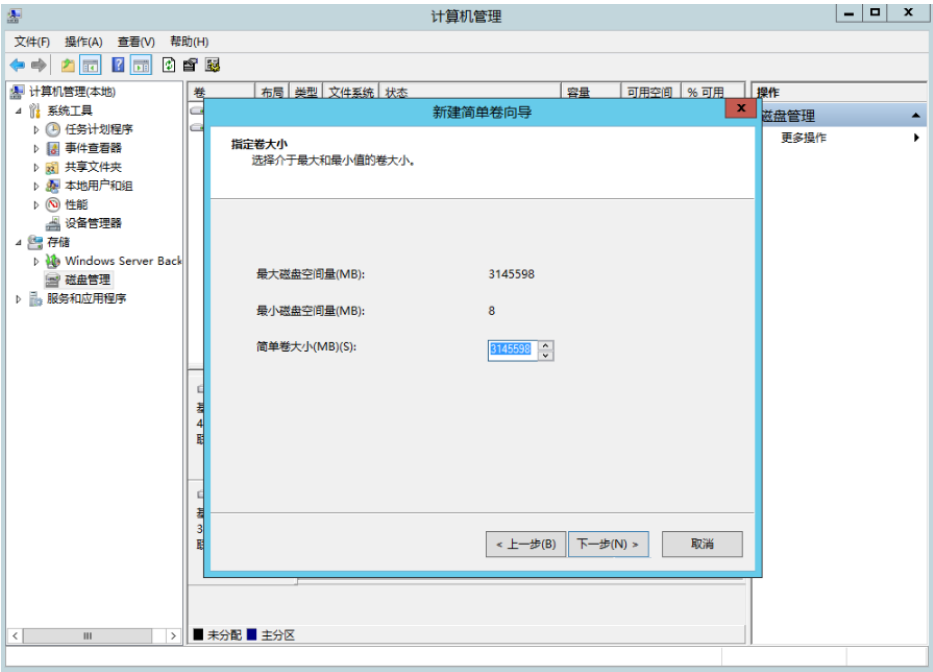 计算机管理
文件(F) 操作(A) 查看(V) 帮助(H)
计算机管理(本地)
系统工具
任务计划程序
事件查看器
共享文件夹
本地用户和组
性能
设备管理器
存储
Windows Server Back
磁盘管理
服务和应用程序
卷 布局 类型 文件系统 状态 容量 可用空间 % 可用
新建简单卷向导
指定卷大小
选择介于最大和最小值的卷大小。
最大磁盘空间量(MB): 3145598
最小磁盘空间量(MB): 8
简单卷大小(MB)(S): 3145598
< 上一步(B) 下一步(N) > 取消
基
4
联
基
3
联
未分配 主分区
操作
磁盘管理
更多操作